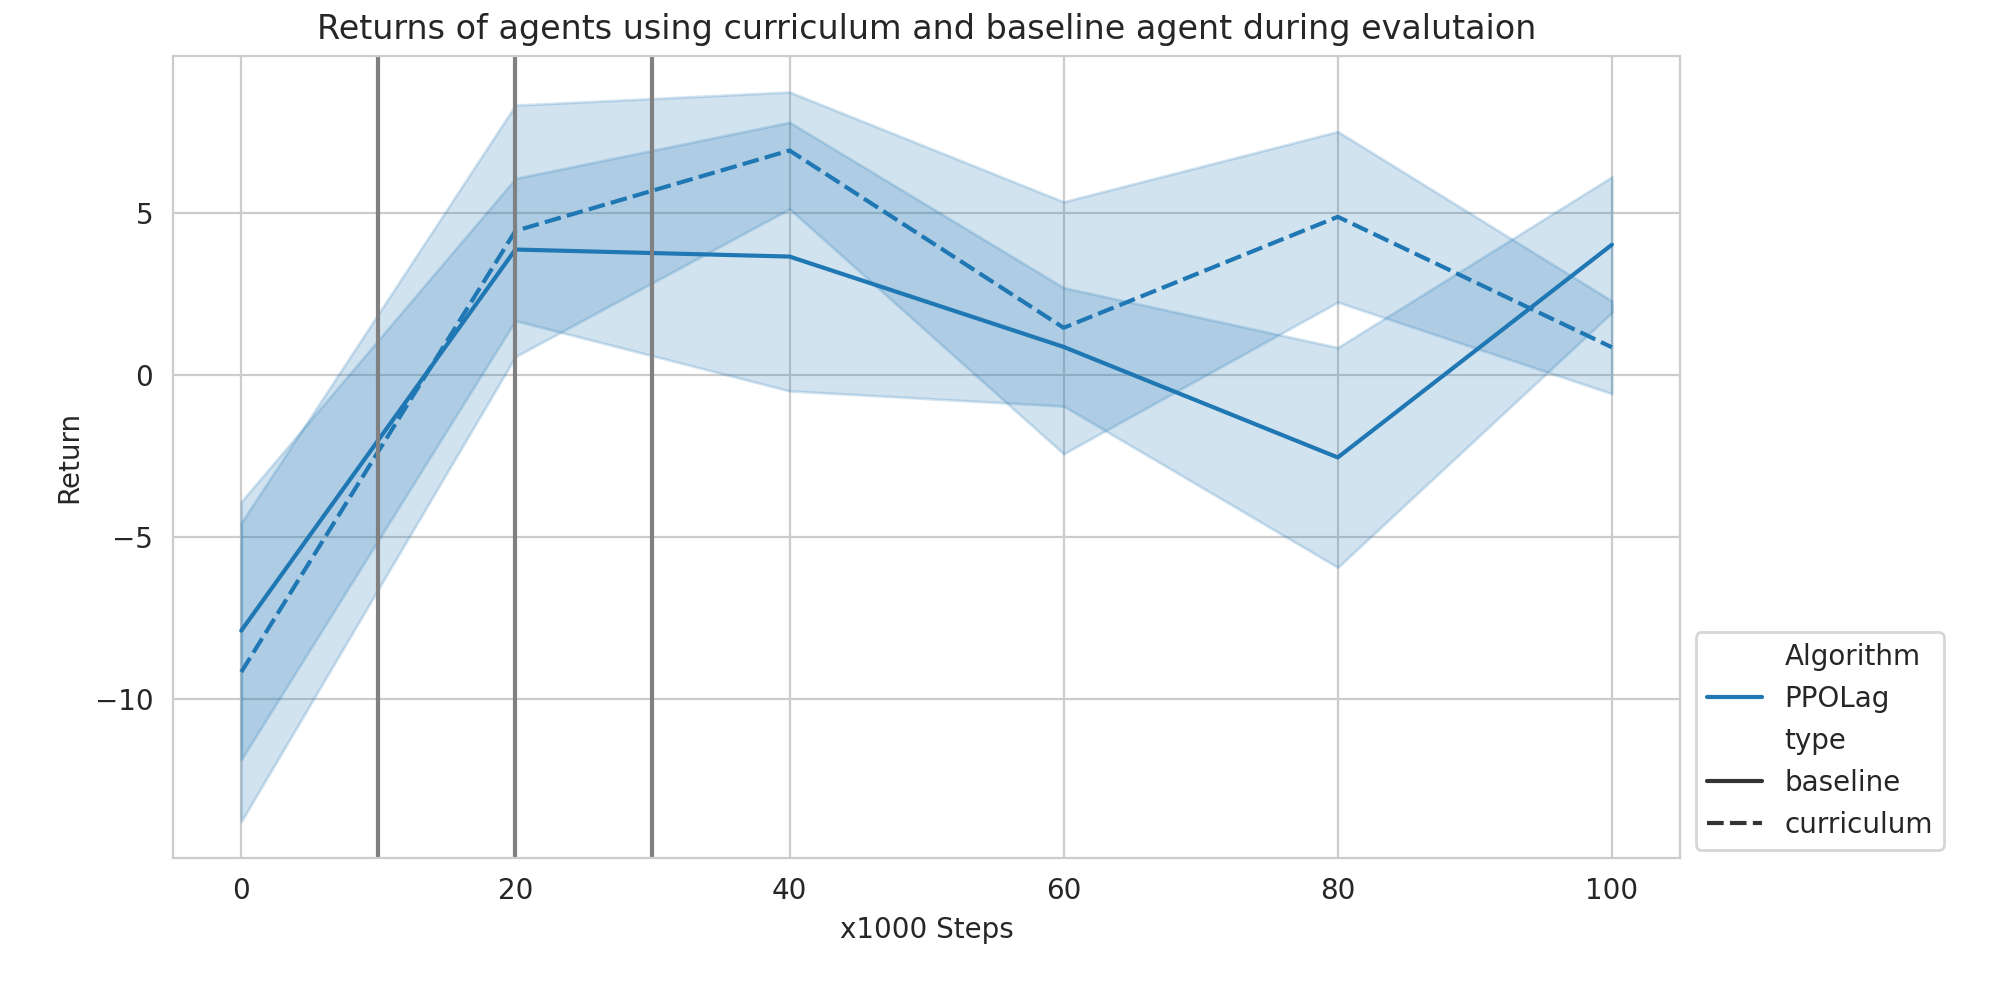 Returns of agents using curriculum and baseline agent during evalutaion
5
0
−5
−10
Return
0 20 40 60 80 100
x1000 Steps
Algorithm
PPOLag
type
baseline
curriculum